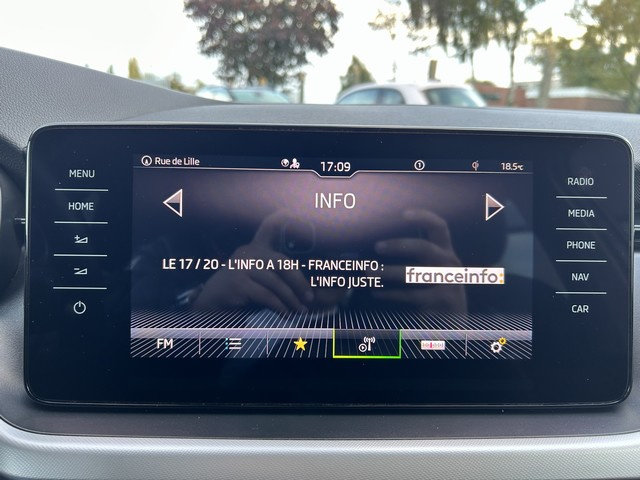 Rue de Lille
17:09
1
18.5°C
MENU
HOME
RADIO
MEDIA
PHONE
NAV
CAR
INFO
LE 17 / 20 - L'INFO A 18H - FRANCEINFO :
L'INFO JUSTE.
franceinfo:
FM